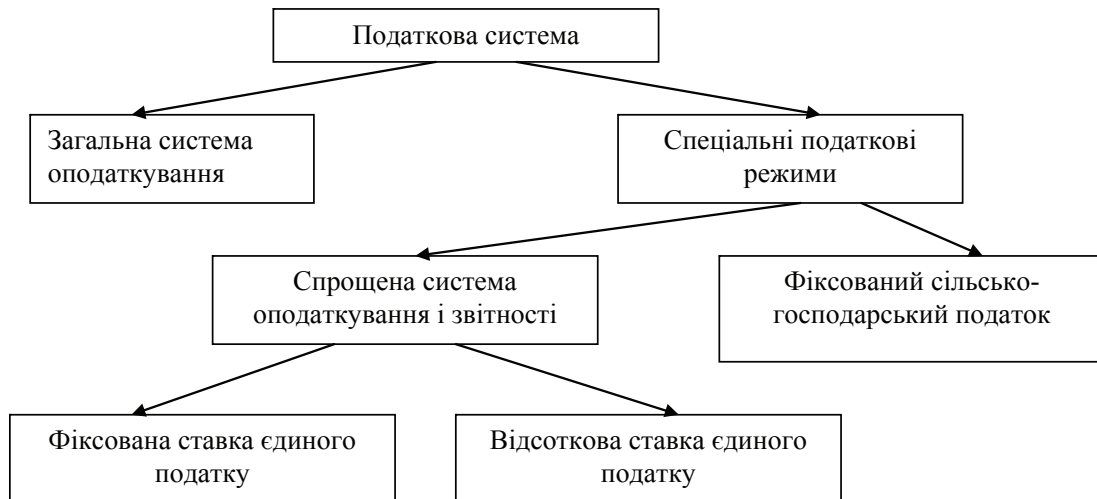 Податкова система
Загальна система
оподаткування
Спеціальні податкові
режими
Спрощена система
оподаткування і звітності
Фіксований сільсько-
господарський податок
Фіксована ставка єдиного
податку
Відсоткова ставка єдиного
податку